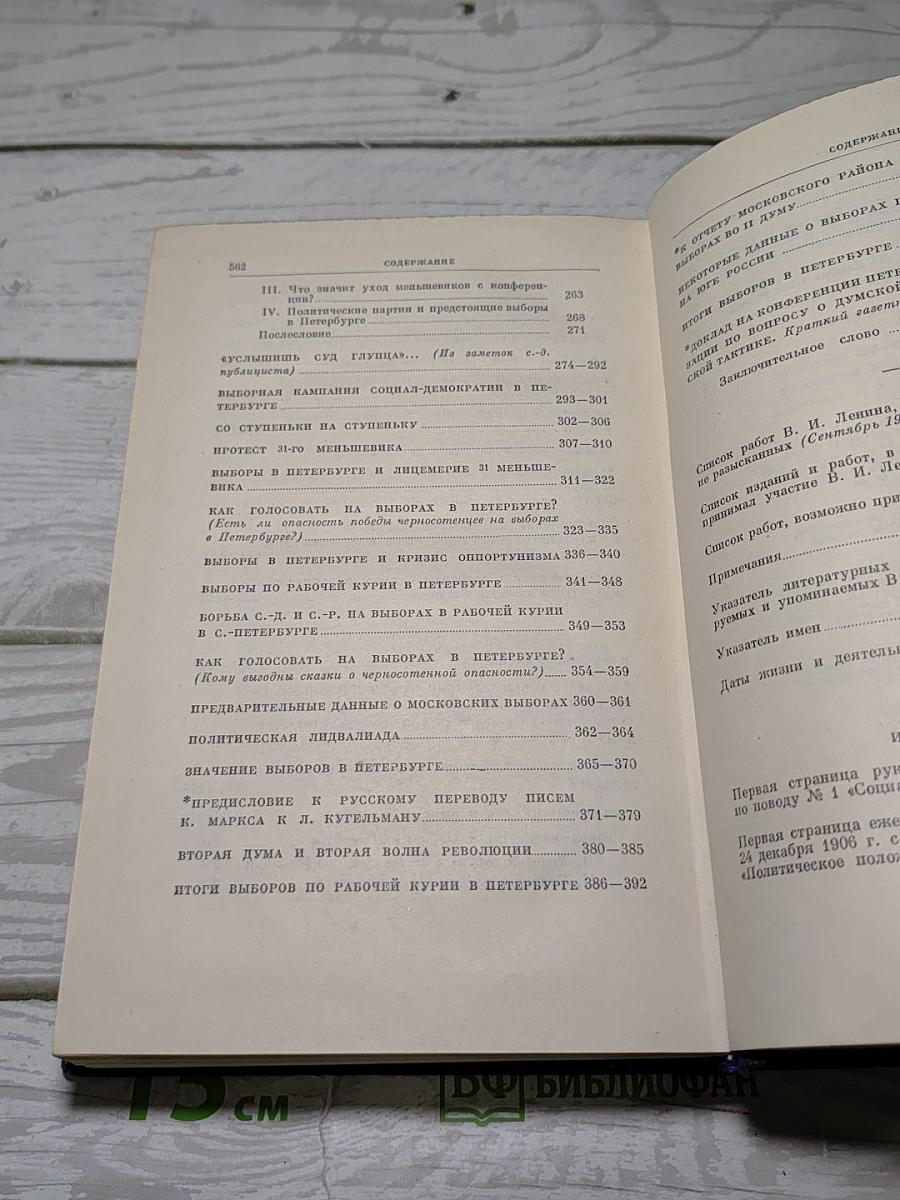 562
СОДЕРЖАНИЕ
III. Что значит уход меньшевиков с конферен-
ции? 263
IV. Политические партии и предстоящие выборы
в Петербурге 268
Послесловие 271
«УСЛЫШИШЬ СУД ГЛУПЦА»... (Из заметок с.-д.
публициста) 274—292
ВЫБОРНАЯ КАМПАНИЯ СОЦИАЛ-ДЕМОКРАТИИ В ПЕ-
ТЕРБУРГЕ 293—301
СО СТУПЕНЬКИ НА СТУПЕНЬКУ 302—306
ПРОТЕСТ 31-го МЕНЬШЕВИКА 307—310
ВЫБОРЫ В ПЕТЕРБУРГЕ И ЛИЦЕМЕРИЕ 31 МЕНЬШЕ-
ВИКА 311—322
КАК ГОЛОСОВАТЬ НА ВЫБОРАХ В ПЕТЕРБУРГЕ?
(Есть ли опасность победы черносотенцев на выборах
в Петербурге?) 323—335
ВЫБОРЫ В ПЕТЕРБУРГЕ И КРИЗИС ОППОРТУНИЗМА 336—340
ВЫБОРЫ ПО РАБОЧЕЙ КУРИИ В ПЕТЕРБУРГЕ 341—348
БОРЬБА С.-Д. И С.-Р. НА ВЫБОРАХ В РАБОЧЕЙ КУРИИ
В С.-ПЕТЕРБУРГЕ 349—353
КАК ГОЛОСОВАТЬ НА ВЫБОРАХ В ПЕТЕРБУРГЕ?
(Кому выгодны сказки о черносотенной опасности?) 354—359
ПРЕДВАРИТЕЛЬНЫЕ ДАННЫЕ О МОСКОВСКИХ ВЫБОРАХ 360—361
ПОЛИТИЧЕСКАЯ ЛИДВАЛИАДА 362—364
ЗНАЧЕНИЕ ВЫБОРОВ В ПЕТЕРБУРГЕ 365—370
*ПРЕДИСЛОВИЕ К РУССКОМУ ПЕРЕВОДУ ПИСЕМ
К. МАРКСА К Л. КУГЕЛЬМАНУ 371—379
ВТОРАЯ ДУМА И ВТОРАЯ ВОЛНА РЕВОЛЮЦИИ 380—385
ИТОГИ ВЫБОРОВ ПО РАБОЧЕЙ КУРИИ В ПЕТЕРБУРГЕ 386—392
СОДЕРЖАНИ
*К ОТЧЕТУ МОСКОВСКОГО РАЙОНА
ВЫБОРАХ ВО II ДУМУ
НЕКОТОРЫЕ ДАННЫЕ О ВЫБОРАХ
НА ЮГЕ РОССИИ
ИТОГИ ВЫБОРОВ В ПЕТЕРБУРГЕ
*ДОКЛАД НА КОНФЕРЕНЦИИ ПЕТЕ
ЗАЦИИ ПО ВОПРОСУ О ДУМСКОЙ
СКОЙ ТАКТИКЕ. Краткий газетн
Заключительное слово
Список работ В. И. Ленина,
не разысканных (Сентябрь 19
Список изданий и работ, в
принимал участие В. И. Ле
Список работ, возможно при
Примечания
Указатель литературных
руемых и упоминаемых В
Указатель имен
Даты жизни и деятель
И
Первая страница рук
по поводу № 1 «Социа
Первая страница еже
24 декабря 1906 г. с
«Политическое полож
15 СМ
БФ БИБЛИОФАН